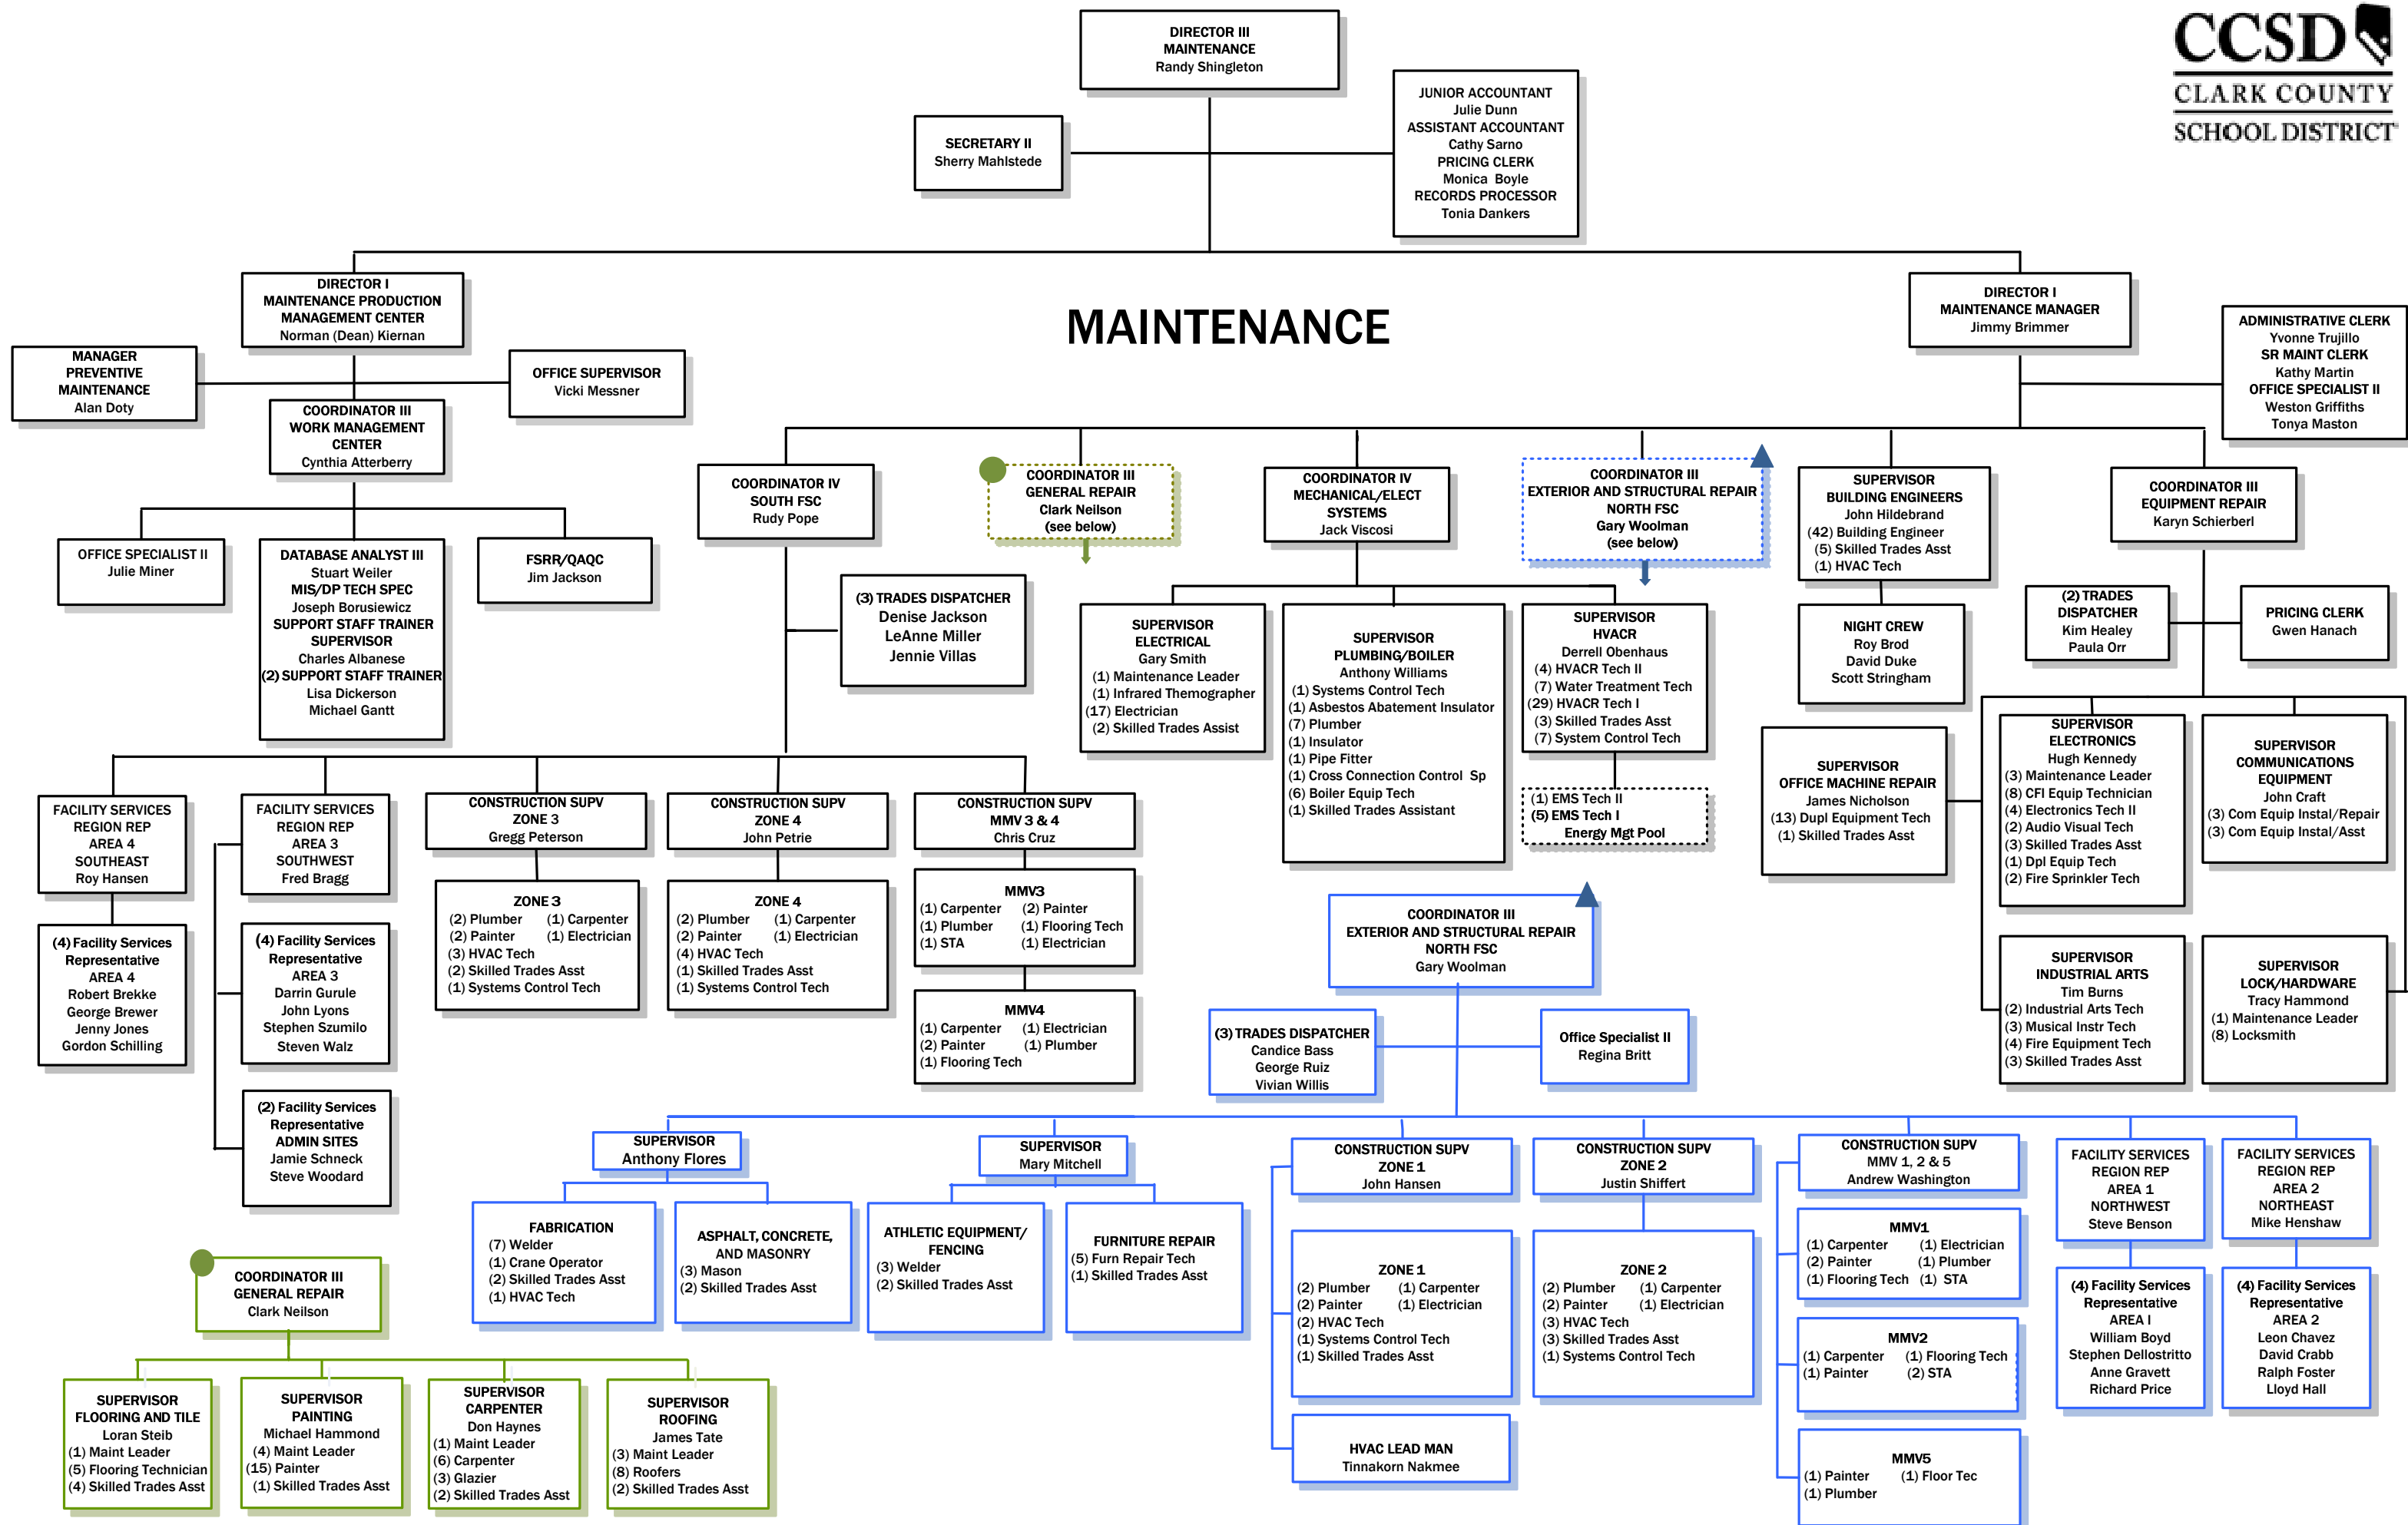 CCSD
CLARK COUNTY
SCHOOL DISTRICT
DIRECTOR III
MAINTENANCE
Randy Shingleton
SECRETARY II
Sherry Mahlstede
JUNIOR ACCOUNTANT
Julie Dunn
ASSISTANT ACCOUNTANT
Cathy Sarno
PRICING CLERK
Monica Boyle
RECORDS PROCESSOR
Tonia Dankers
MAINTENANCE
DIRECTOR I
MAINTENANCE PRODUCTION
MANAGEMENT CENTER
Norman (Dean) Kiernan
MANAGER
PREVENTIVE
MAINTENANCE
Alan Doty
OFFICE SUPERVISOR
Vicki Messner
COORDINATOR III
WORK MANAGEMENT
CENTER
Cynthia Atterberry
OFFICE SPECIALIST II
Julie Miner
DATABASE ANALYST III
Stuart Weiler
MIS/DP TECH SPEC
Joseph Borusiewicz
SUPPORT STAFF TRAINER
SUPERVISOR
Charles Albanese
(2) SUPPORT STAFF TRAINER
Lisa Dickerson
Michael Gantt
FSRR/QAQC
Jim Jackson
DIRECTOR I
MAINTENANCE MANAGER
Jimmy Brimmer
ADMINISTRATIVE CLERK
Yvonne Trujillo
SR MAINT CLERK
Kathy Martin
OFFICE SPECIALIST II
Weston Griffiths
Tonya Maston
COORDINATOR IV
SOUTH FSC
Rudy Pope
COORDINATOR III
GENERAL REPAIR
Clark Neilson
(see below)
COORDINATOR IV
MECHANICAL/ELECT
SYSTEMS
Jack Viscosi
COORDINATOR III
EXTERIOR AND STRUCTURAL REPAIR
NORTH FSC
Gary Woolman
(see below)
SUPERVISOR
BUILDING ENGINEERS
John Hildebrand
(42) Building Engineer
(5) Skilled Trades Asst
(1) HVAC Tech
COORDINATOR III
EQUIPMENT REPAIR
Karyn Schierberl
(3) TRADES DISPATCHER
Denise Jackson
LeAnne Miller
Jennie Villas
SUPERVISOR
ELECTRICAL
Gary Smith
(1) Maintenance Leader
(1) Infrared Themographer
(17) Electrician
(2) Skilled Trades Assist
SUPERVISOR
PLUMBING/BOILER
Anthony Williams
(1) Systems Control Tech
(1) Asbestos Abatement Insulator
(7) Plumber
(1) Insulator
(1) Pipe Fitter
(1) Cross Connection Control Sp
(6) Boiler Equip Tech
(1) Skilled Trades Assistant
SUPERVISOR
HVACR
Derrell Obenhaus
(4) HVACR Tech II
(7) Water Treatment Tech
(29) HVACR Tech I
(3) Skilled Trades Asst
(7) System Control Tech
(1) EMS Tech II
(5) EMS Tech I
Energy Mgt Pool
NIGHT CREW
Roy Brod
David Duke
Scott Stringham
(2) TRADES
DISPATCHER
Kim Healey
Paula Orr
PRICING CLERK
Gwen Hanach
SUPERVISOR
OFFICE MACHINE REPAIR
James Nicholson
(13) Dupl Equipment Tech
(1) Skilled Trades Asst
SUPERVISOR
ELECTRONICS
Hugh Kennedy
(3) Maintenance Leader
(8) CFI Equip Technician
(4) Electronics Tech II
(2) Audio Visual Tech
(3) Skilled Trades Asst
(1) Dpl Equip Tech
(2) Fire Sprinkler Tech
SUPERVISOR
COMMUNICATIONS
EQUIPMENT
John Craft
(3) Com Equip Instal/Repair
(3) Com Equip Instal/Asst
SUPERVISOR
INDUSTRIAL ARTS
Tim Burns
(2) Industrial Arts Tech
(3) Musical Instr Tech
(4) Fire Equipment Tech
(3) Skilled Trades Asst
SUPERVISOR
LOCK/HARDWARE
Tracy Hammond
(1) Maintenance Leader
(8) Locksmith
FACILITY SERVICES
REGION REP
AREA 4
SOUTHEAST
Roy Hansen
(4) Facility Services
Representative
AREA 4
Robert Brekke
George Brewer
Jenny Jones
Gordon Schilling
FACILITY SERVICES
REGION REP
AREA 3
SOUTHWEST
Fred Bragg
(4) Facility Services
Representative
AREA 3
Darrin Gurule
John Lyons
Stephen Szumilo
Steven Walz
(2) Facility Services
Representative
ADMIN SITES
Jamie Schneck
Steve Woodard
CONSTRUCTION SUPV
ZONE 3
Gregg Peterson
ZONE 3
(2) Plumber (1) Carpenter
(2) Painter (1) Electrician
(3) HVAC Tech
(2) Skilled Trades Asst
(1) Systems Control Tech
CONSTRUCTION SUPV
ZONE 4
John Petrie
ZONE 4
(2) Plumber (1) Carpenter
(2) Painter (1) Electrician
(4) HVAC Tech
(1) Skilled Trades Asst
(1) Systems Control Tech
CONSTRUCTION SUPV
MMV 3 & 4
Chris Cruz
MMV3
(1) Carpenter (2) Painter
(1) Plumber (1) Flooring Tech
(1) STA (1) Electrician
MMV4
(1) Carpenter (1) Electrician
(2) Painter (1) Plumber
(1) Flooring Tech
COORDINATOR III
EXTERIOR AND STRUCTURAL REPAIR
NORTH FSC
Gary Woolman
(3) TRADES DISPATCHER
Candice Bass
George Ruiz
Vivian Willis
Office Specialist II
Regina Britt
SUPERVISOR
Anthony Flores
FABRICATION
(7) Welder
(1) Crane Operator
(2) Skilled Trades Asst
(1) HVAC Tech
ASPHALT, CONCRETE,
AND MASONRY
(3) Mason
(2) Skilled Trades Asst
SUPERVISOR
Mary Mitchell
ATHLETIC EQUIPMENT/
FENCING
(3) Welder
(2) Skilled Trades Asst
FURNITURE REPAIR
(5) Furn Repair Tech
(1) Skilled Trades Asst
CONSTRUCTION SUPV
ZONE 1
John Hansen
ZONE 1
(2) Plumber (1) Carpenter
(2) Painter (1) Electrician
(2) HVAC Tech
(1) Systems Control Tech
(1) Skilled Trades Asst
HVAC LEAD MAN
Tinnakorn Nakmee
CONSTRUCTION SUPV
ZONE 2
Justin Shiffert
ZONE 2
(2) Plumber (1) Carpenter
(2) Painter (1) Electrician
(3) HVAC Tech
(3) Skilled Trades Asst
(1) Systems Control Tech
CONSTRUCTION SUPV
MMV 1, 2 & 5
Andrew Washington
MMV1
(1) Carpenter (1) Electrician
(2) Painter (1) Plumber
(1) Flooring Tech (1) STA
MMV2
(1) Carpenter (1) Flooring Tech
(1) Painter (2) STA
MMV5
(1) Painter (1) Floor Tec
(1) Plumber
FACILITY SERVICES
REGION REP
AREA 1
NORTHWEST
Steve Benson
(4) Facility Services
Representative
AREA I
William Boyd
Stephen Dellostritto
Anne Gravett
Richard Price
FACILITY SERVICES
REGION REP
AREA 2
NORTHEAST
Mike Henshaw
(4) Facility Services
Representative
AREA 2
Leon Chavez
David Crabb
Ralph Foster
Lloyd Hall
COORDINATOR III
GENERAL REPAIR
Clark Neilson
SUPERVISOR
FLOORING AND TILE
Loran Steib
(1) Maint Leader
(5) Flooring Technician
(4) Skilled Trades Asst
SUPERVISOR
PAINTING
Michael Hammond
(4) Maint Leader
(15) Painter
(1) Skilled Trades Asst
SUPERVISOR
CARPENTER
Don Haynes
(1) Maint Leader
(6) Carpenter
(3) Glazier
(2) Skilled Trades Asst
SUPERVISOR
ROOFING
James Tate
(3) Maint Leader
(8) Roofers
(2) Skilled Trades Asst